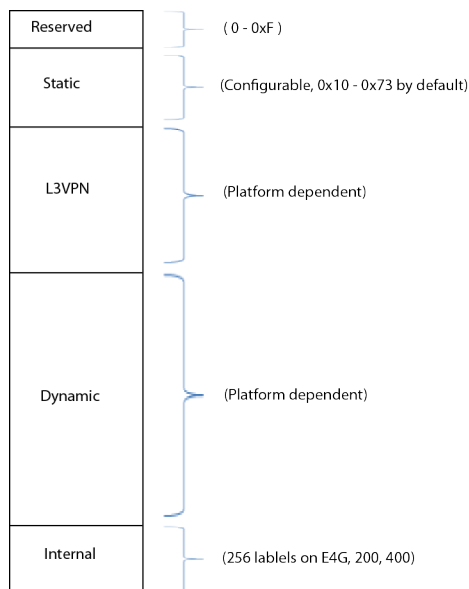 Reserved ( 0 - 0xF )
Static (Configurable, 0x10 - 0x73 by default)
L3VPN (Platform dependent)
Dynamic (Platform dependent)
Internal (256 lablels on E4G, 200, 400)